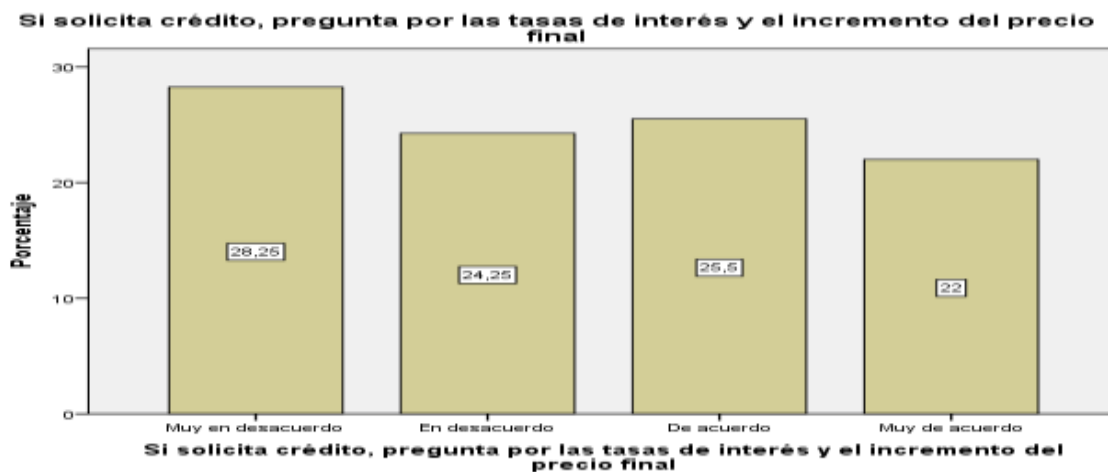 Si solicita crédito, pregunta por las tasas de interés y el incremento del precio
final
30
20
10
0
Porcentaje
28,25
24,25
25,5
22
Muy en desacuerdo
En desacuerdo
De acuerdo
Muy de acuerdo
Si solicita crédito, pregunta por las tasas de interés y el incremento del
precio final